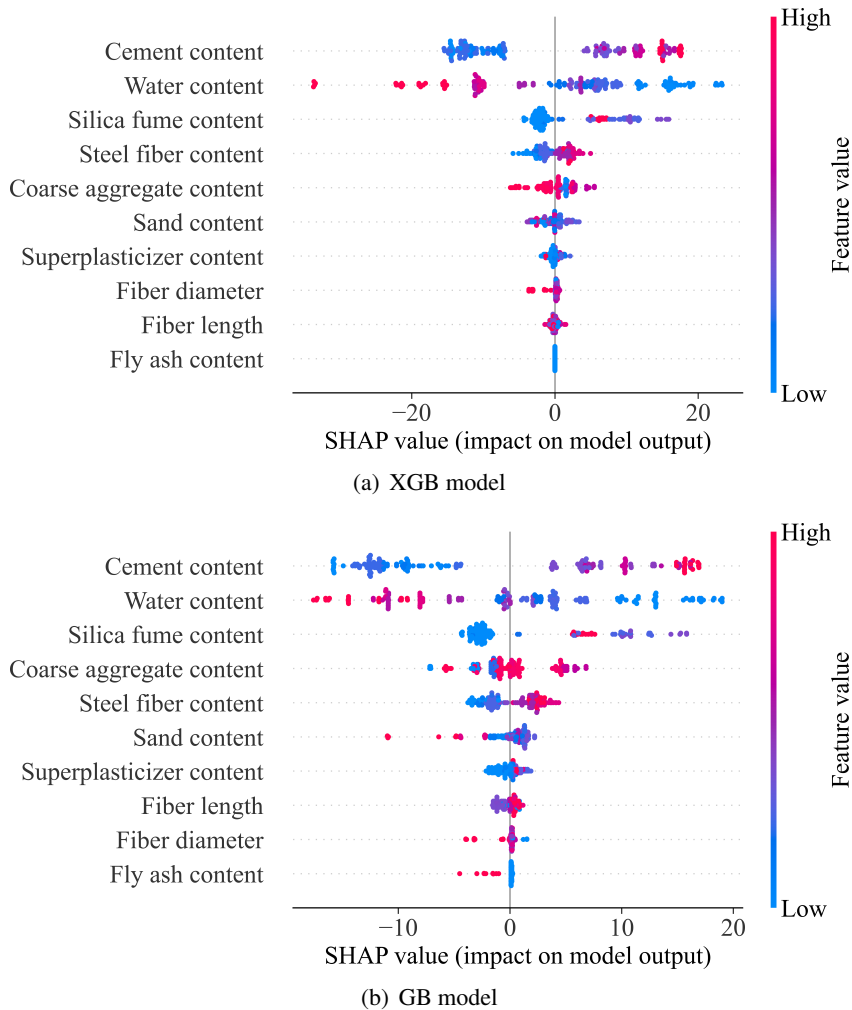 High
Cement content
Water content
Silica fume content
Steel fiber content
Coarse aggregate content
Sand content
Superplasticizer content
Fiber diameter
Fiber length
Fly ash content
Feature value
Low
−20 0 20
SHAP value (impact on model output)
(a) XGB model
High
Cement content
Water content
Silica fume content
Coarse aggregate content
Steel fiber content
Sand content
Superplasticizer content
Fiber length
Fiber diameter
Fly ash content
Feature value
Low
−10 0 10 20
SHAP value (impact on model output)
(b) GB model